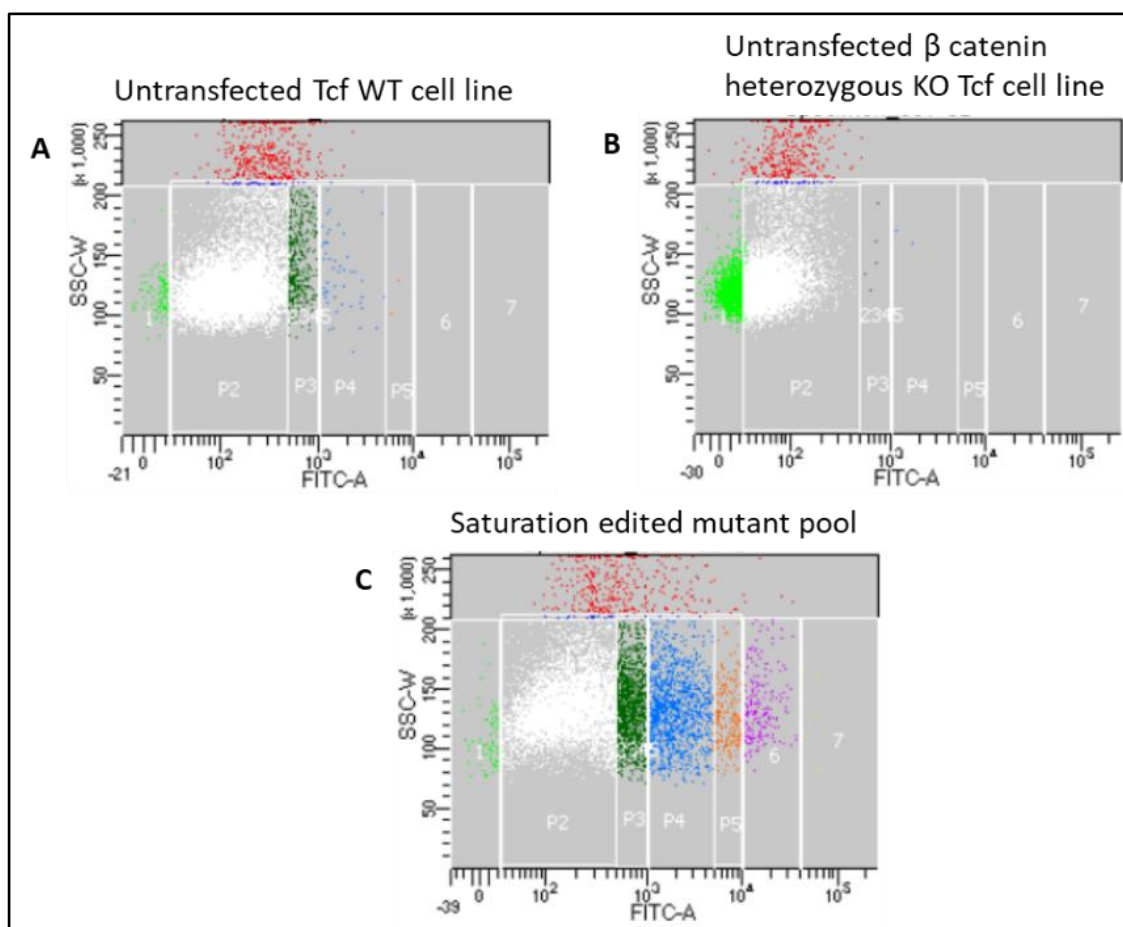 Untransfected Tcf WT cell line
A
(× 1,000)
SSC-W
250
200
150
100
50
1
P2
P3
P4
P5
6
7
-21
0
10²
10³
10⁴
10⁵
FITC-A
Untransfected β catenin
heterozygous KO Tcf cell line
B
(× 1,000)
SSC-W
250
200
150
100
50
2345
P2
P3
P4
P5
6
7
-30
0
10²
10³
10⁴
10⁵
FITC-A
Saturation edited mutant pool
C
(× 1,000)
SSC-W
250
200
150
100
50
1
P2
P3
P4
P5
6
7
-39
0
10²
10³
10⁴
10⁵
FITC-A